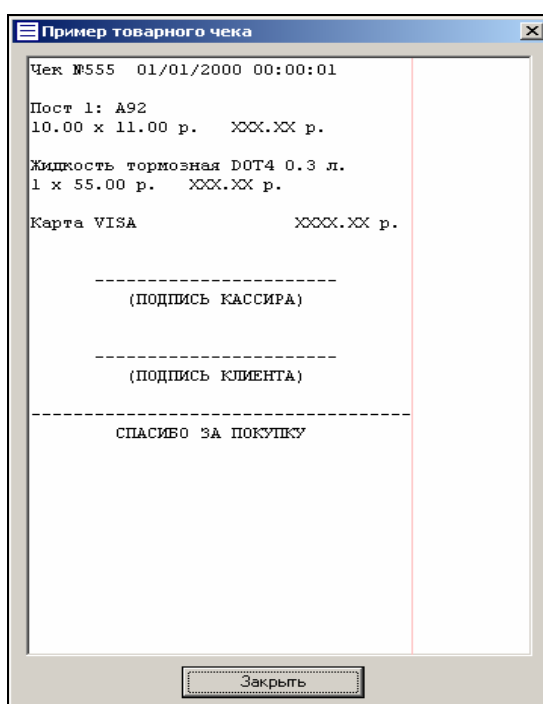 Пример товарного чека
Чек №555 01/01/2000 00:00:01
Пост 1: А92
10.00 x 11.00 р. XXX.XX р.
Жидкость тормозная DOT4 0.3 л.
1 x 55.00 р. XXX.XX р.
Карта VISA XXXX.XX р.
-----------------------
(ПОДПИСЬ КАССИРА)
-----------------------
(ПОДПИСЬ КЛИЕНТА)
------------------------------------
СПАСИБО ЗА ПОКУПКУ
Закрыть